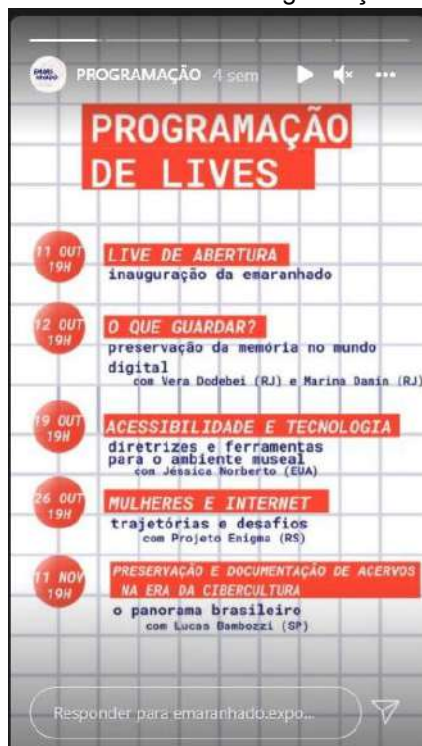 EMARA
NHADO
PROGRAMAÇÃO 4 sem
PROGRAMAÇÃO
DE LIVES
11 OUT
19H
LIVE DE ABERTURA
inauguração da emaranhado
12 OUT
19H
O QUE GUARDAR?
preservação da memória no mundo
digital
com Vera Dodebei (RJ) e Marina Damin (RJ)
19 OUT
19H
ACESSIBILIDADE E TECNOLOGIA
diretrizes e ferramentas
para o ambiente museal
com Jéssica Norberto (EUA)
26 OUT
19H
MULHERES E INTERNET
trajetórias e desafios
com Projeto Enigma (RS)
11 NOV
19H
PRESERVAÇÃO E DOCUMENTAÇÃO DE ACERVOS
NA ERA DA CIBERCULTURA
o panorama brasileiro
com Lucas Bambozzi (SP)
Responder para emaranhado.expo...